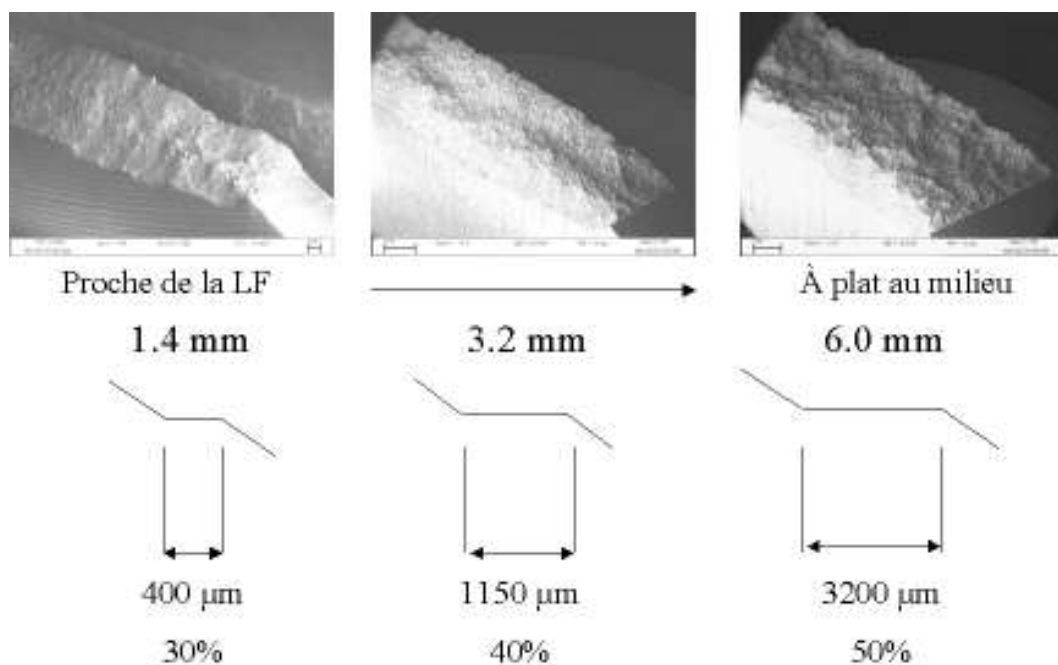 Proche de la LF
À plat au milieu
1.4 mm
3.2 mm
6.0 mm
400 µm
1150 µm
3200 µm
30%
40%
50%